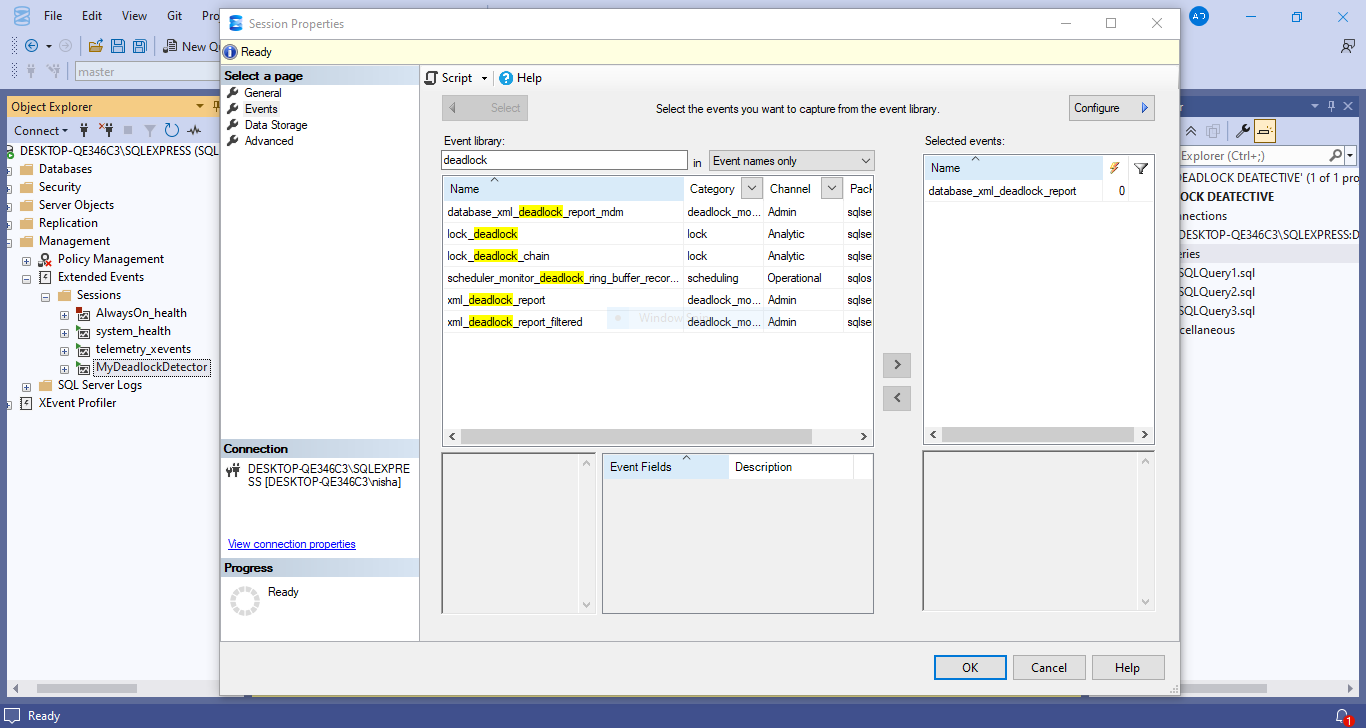 File Edit View Git Pro
Session Properties
AD
Ready
New Q
master
Select a page
General
Events
Data Storage
Advanced
Script
Help
Object Explorer
Connect
DESKTOP-QE346C3\SQLEXPRESS (SQL
Databases
Security
Server Objects
Replication
Management
Policy Management
Extended Events
Sessions
AlwaysOn_health
system_health
telemetry_xevents
MyDeadlockDetector
SQL Server Logs
XEvent Profiler
Select
Select the events you want to capture from the event library.
Configure
Event library:
deadlock
in
Event names only
Name Category Channel Pack
database_xml_deadlock_report_mdm deadlock_mo... Admin sqlse
lock_deadlock lock Analytic sqlse
lock_deadlock_chain lock Analytic sqlse
scheduler_monitor_deadlock_ring_buffer_recor... scheduling Operational sqlos
xml_deadlock_report deadlock_mo... Admin sqlse
xml_deadlock_report_filtered deadlock_mo... Admin sqlse
Selected events:
Name
database_xml_deadlock_report 0
Event Fields Description
Connection
DESKTOP-QE346C3\SQLEXPRE
SS [DESKTOP-QE346C3\nisha]
View connection properties
Progress
Ready
OK
Cancel
Help
Explorer (Ctrl+;)
DEADLOCK DEATECTIVE' (1 of 1 pro
LOCK DEATECTIVE
nnections
DESKTOP-QE346C3\SQLEXPRESS:D
eries
SQLQuery1.sql
SQLQuery2.sql
SQLQuery3.sql
cellaneous
Ready
1